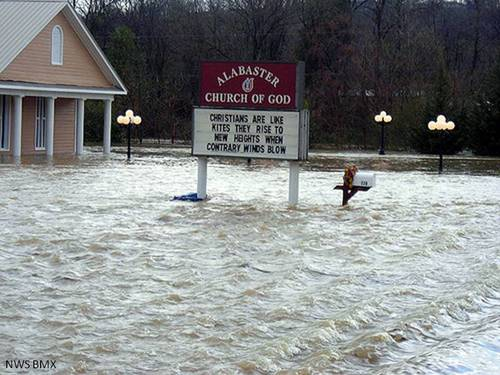 ALABASTER
CHURCH OF GOD
CHRISTIANS ARE LIKE
KITES THEY RISE TO
NEW HEIGHTS WHEN
CONTRARY WINDS BLOW
NWS BMX